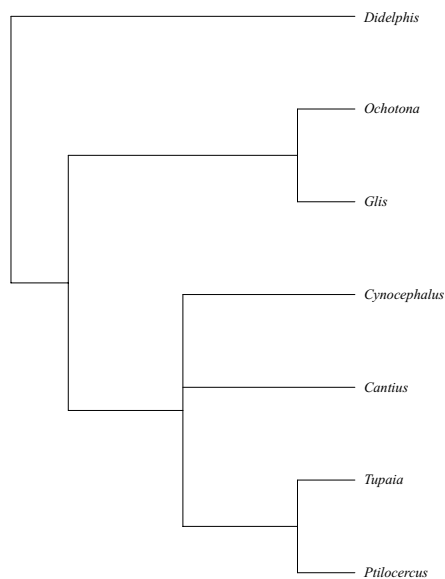 Didelphis
Ochotona
Glis
Cynocephalus
Cantius
Tupaia
Ptilocercus